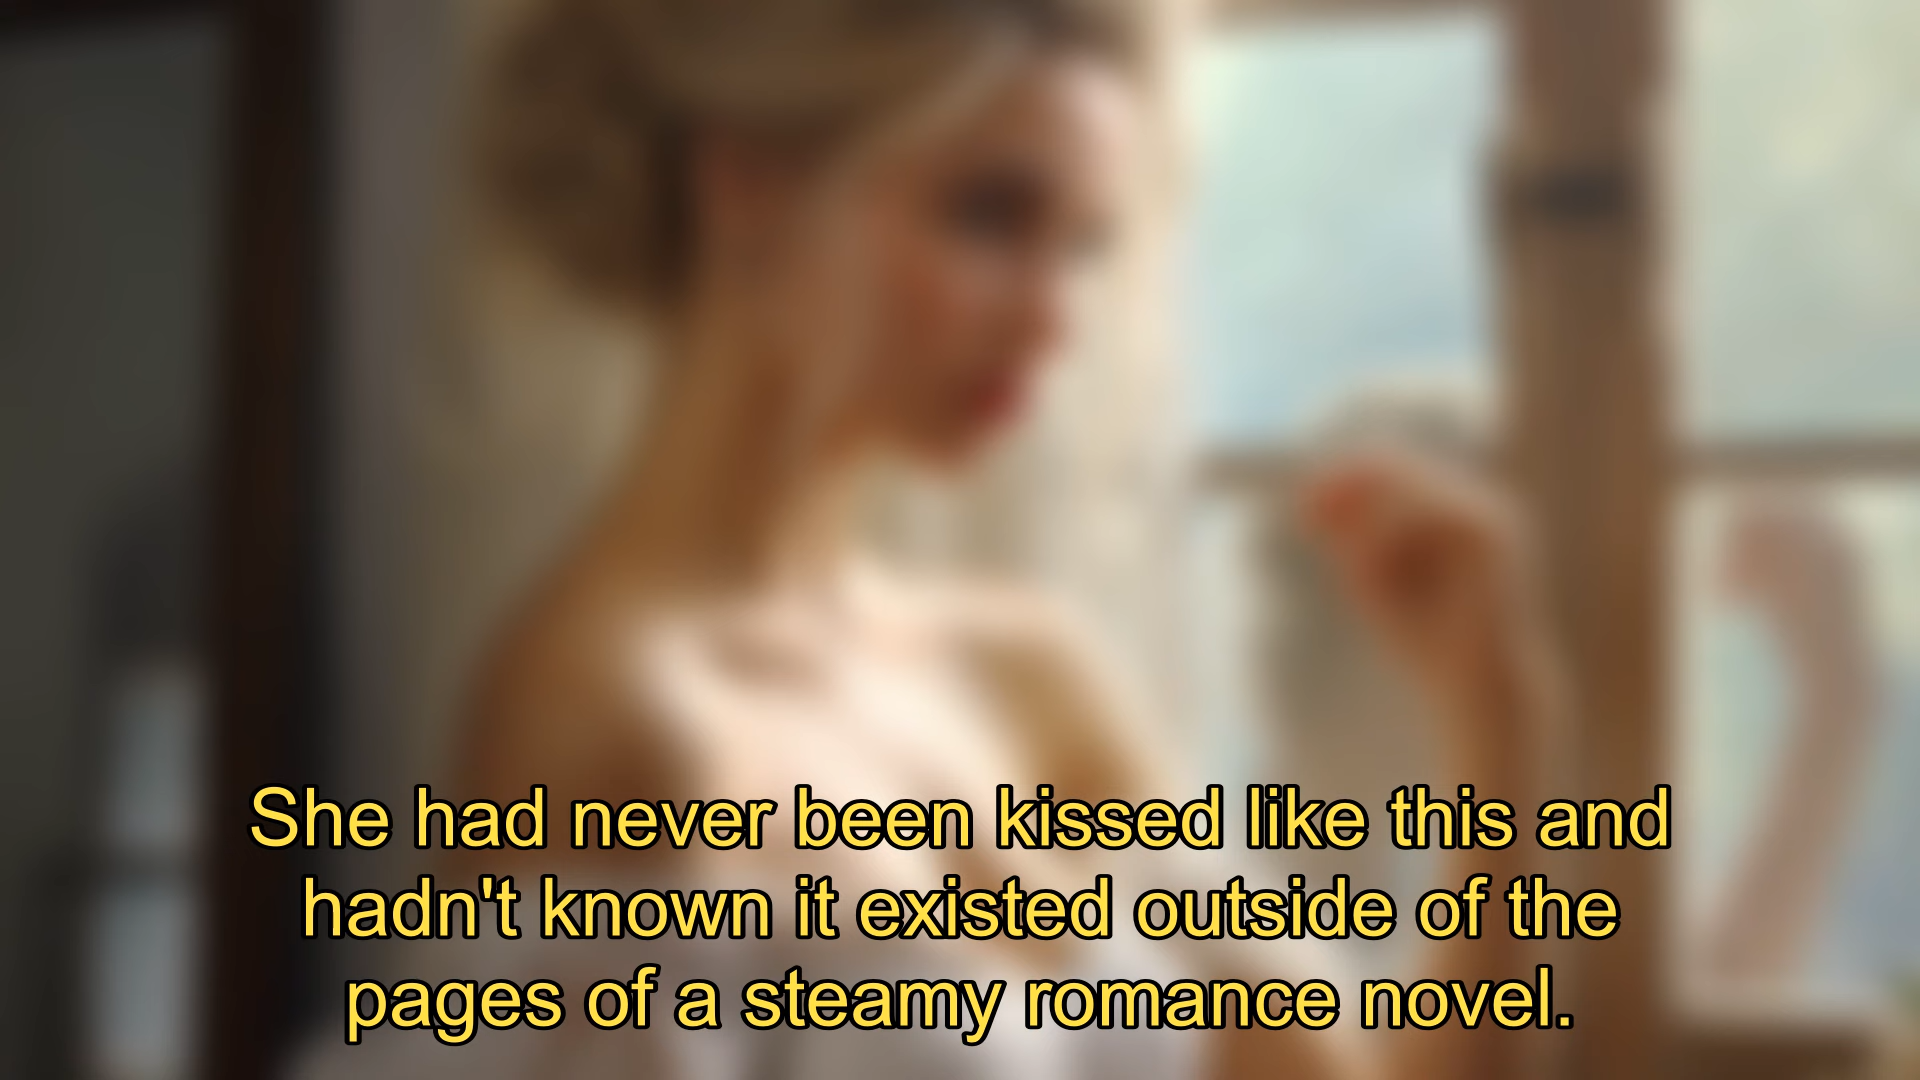 She had never been kissed like this and
hadn't known it existed outside of the
pages of a steamy romance novel.